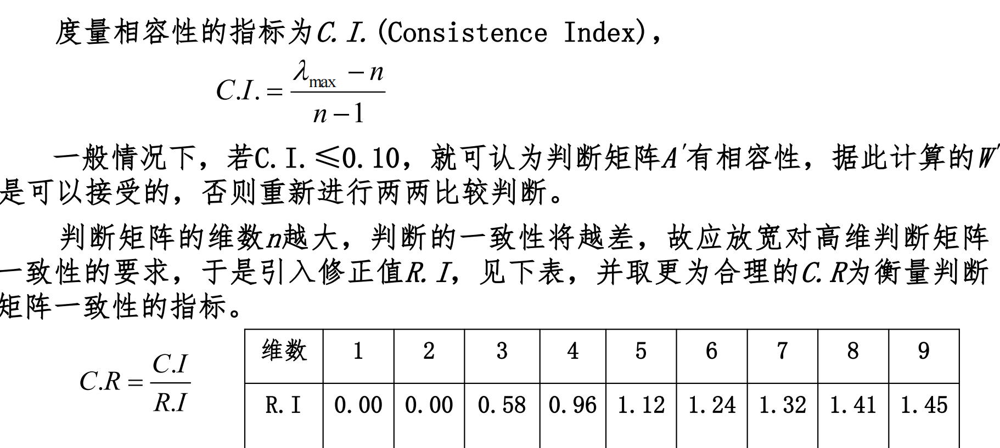 度量相容性的指标为C.I.(Consistence Index),
C.I. = \frac{λ_{max} - n}{n - 1}
一般情况下，若C.I.≤0.10，就可认为判断矩阵A′有相容性，据此计算的W′
是可以接受的，否则重新进行两两比较判断。
判断矩阵的维数n越大，判断的一致性将越差，故应放宽对高维判断矩阵
一致性的要求，于是引入修正值R.I，见下表，并取更为合理的C.R为衡量判断
矩阵一致性的指标。
C.R = \frac{C.I}{R.I}
维数 1 2 3 4 5 6 7 8 9
R.I 0.00 0.00 0.58 0.96 1.12 1.24 1.32 1.41 1.45